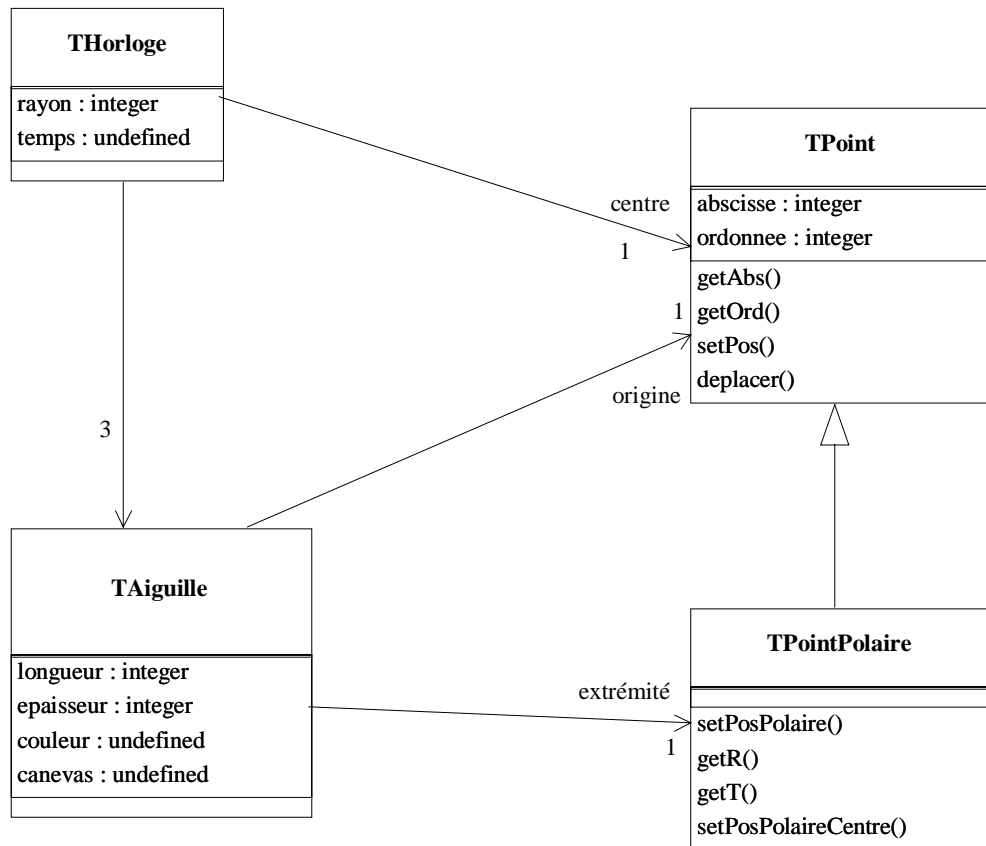 THorloge
rayon : integer
temps : undefined
TPoint
abscisse : integer
ordonnee : integer
getAbs()
getOrd()
setPos()
deplacer()
centre
1
1
origine
3
TAiguille
longueur : integer
epaisseur : integer
couleur : undefined
canevas : undefined
extrémité
1
TPointPolaire
setPosPolaire()
getR()
getT()
setPosPolaireCentre()